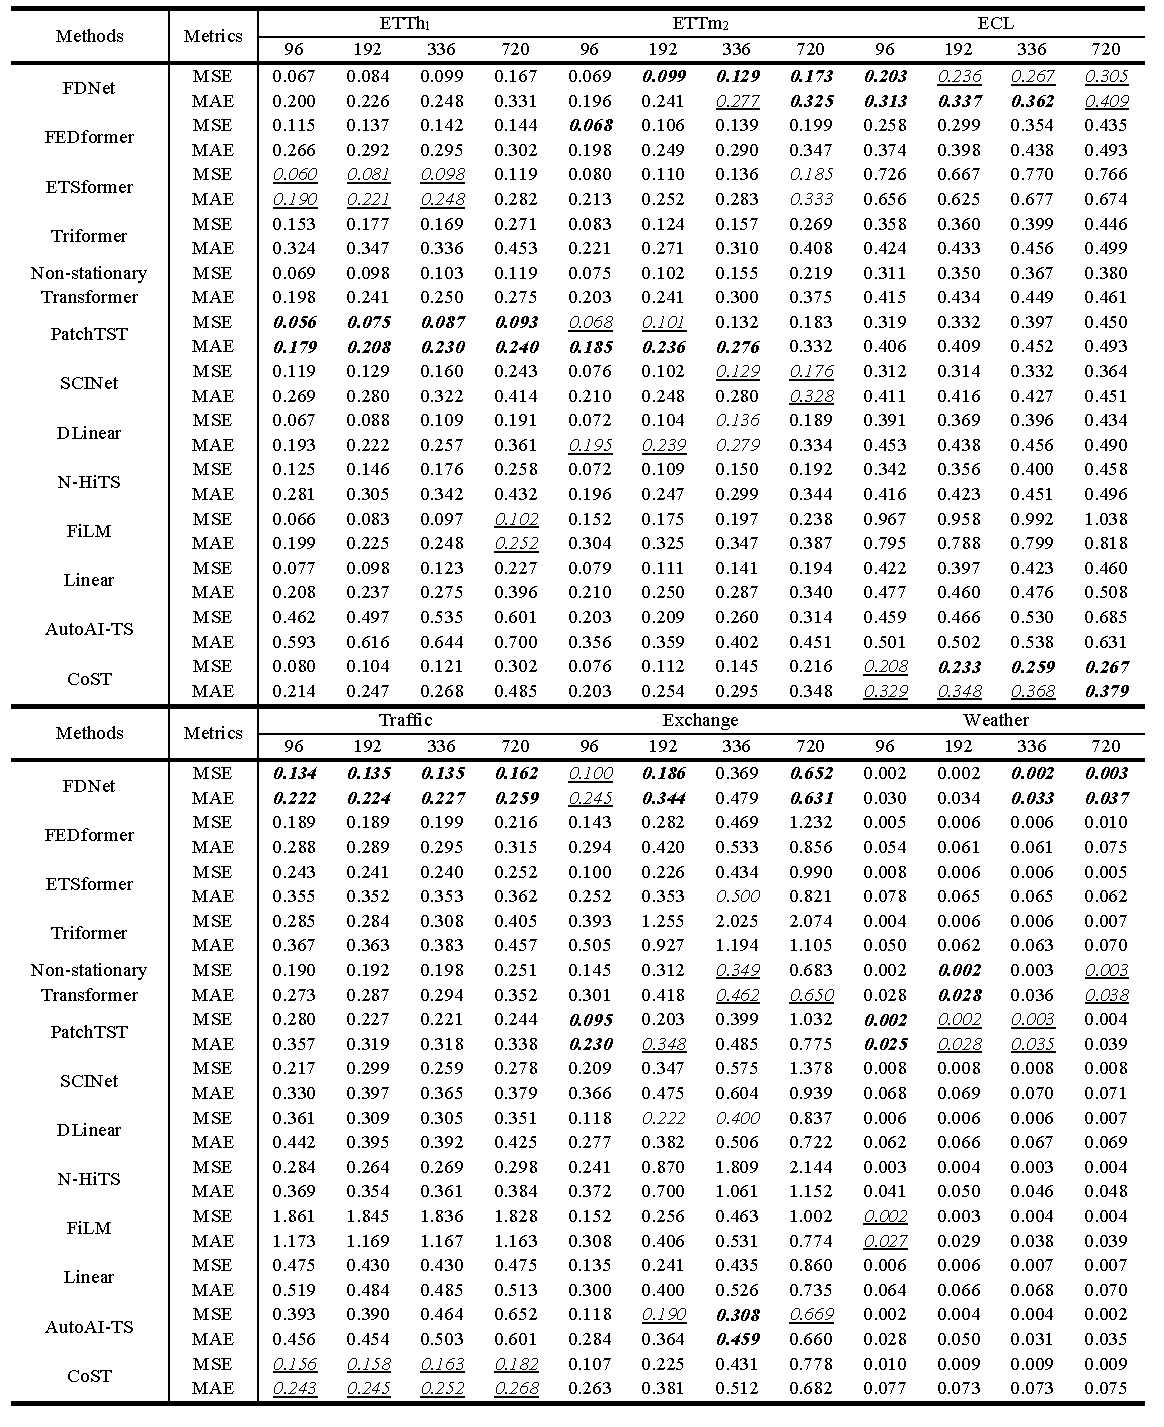 Methods Metrics ETTh1 ETTm2 ECL
96 192 336 720 96 192 336 720 96 192 336 720
FDNet MSE 0.067 0.084 0.099 0.167 0.069 0.099 0.129 0.173 0.203 0.236 0.267 0.305
MAE 0.200 0.226 0.248 0.331 0.196 0.241 0.277 0.325 0.313 0.337 0.362 0.409
FEDformer MSE 0.115 0.137 0.142 0.144 0.068 0.106 0.139 0.199 0.258 0.299 0.354 0.435
MAE 0.266 0.292 0.295 0.302 0.198 0.249 0.290 0.347 0.374 0.398 0.438 0.493
ETSformer MSE 0.060 0.081 0.098 0.119 0.080 0.110 0.136 0.185 0.726 0.667 0.770 0.766
MAE 0.190 0.221 0.248 0.282 0.213 0.252 0.283 0.333 0.656 0.625 0.677 0.674
Triformer MSE 0.153 0.177 0.169 0.271 0.083 0.124 0.157 0.269 0.358 0.360 0.399 0.446
MAE 0.324 0.347 0.336 0.453 0.221 0.271 0.310 0.408 0.424 0.433 0.456 0.499
Non-stationary MSE 0.069 0.098 0.103 0.119 0.075 0.102 0.155 0.219 0.311 0.350 0.367 0.380
Transformer MAE 0.198 0.241 0.250 0.275 0.203 0.241 0.300 0.375 0.415 0.434 0.449 0.461
PatchTST MSE 0.056 0.075 0.087 0.093 0.068 0.101 0.132 0.183 0.319 0.332 0.397 0.450
MAE 0.179 0.208 0.230 0.240 0.185 0.236 0.276 0.332 0.406 0.409 0.452 0.493
SCINet MSE 0.119 0.129 0.160 0.243 0.076 0.102 0.129 0.176 0.312 0.314 0.332 0.364
MAE 0.269 0.280 0.322 0.414 0.210 0.248 0.280 0.328 0.411 0.416 0.427 0.451
DLinear MSE 0.067 0.088 0.109 0.191 0.072 0.104 0.136 0.189 0.391 0.369 0.396 0.434
MAE 0.193 0.222 0.257 0.361 0.195 0.239 0.279 0.334 0.453 0.438 0.456 0.490
N-HiTS MSE 0.125 0.146 0.176 0.258 0.072 0.109 0.150 0.192 0.342 0.356 0.400 0.458
MAE 0.281 0.305 0.342 0.432 0.196 0.247 0.299 0.344 0.416 0.423 0.451 0.496
FiLM MSE 0.066 0.083 0.097 0.102 0.152 0.175 0.197 0.238 0.967 0.958 0.992 1.038
MAE 0.199 0.225 0.248 0.252 0.304 0.325 0.347 0.387 0.795 0.788 0.799 0.818
Linear MSE 0.077 0.098 0.123 0.227 0.079 0.111 0.141 0.194 0.422 0.397 0.423 0.460
MAE 0.208 0.237 0.275 0.396 0.210 0.250 0.287 0.340 0.477 0.460 0.476 0.508
AutoAI-TS MSE 0.462 0.497 0.535 0.601 0.203 0.209 0.260 0.314 0.459 0.466 0.530 0.685
MAE 0.593 0.616 0.644 0.700 0.356 0.359 0.402 0.451 0.501 0.502 0.538 0.631
CoST MSE 0.080 0.104 0.121 0.302 0.076 0.112 0.145 0.216 0.208 0.233 0.259 0.267
MAE 0.214 0.247 0.268 0.485 0.203 0.254 0.295 0.348 0.329 0.348 0.368 0.379
Methods Metrics Traffic Exchange Weather
96 192 336 720 96 192 336 720 96 192 336 720
FDNet MSE 0.134 0.135 0.135 0.162 0.100 0.186 0.369 0.652 0.002 0.002 0.002 0.003
MAE 0.222 0.224 0.227 0.259 0.245 0.344 0.479 0.631 0.030 0.034 0.033 0.037
FEDformer MSE 0.189 0.189 0.199 0.216 0.143 0.282 0.469 1.232 0.005 0.006 0.006 0.010
MAE 0.288 0.289 0.295 0.315 0.294 0.420 0.533 0.856 0.054 0.061 0.061 0.075
ETSformer MSE 0.243 0.241 0.240 0.252 0.100 0.226 0.434 0.990 0.008 0.006 0.006 0.005
MAE 0.355 0.352 0.353 0.362 0.252 0.353 0.500 0.821 0.078 0.065 0.065 0.062
Triformer MSE 0.285 0.284 0.308 0.405 0.393 1.255 2.025 2.074 0.004 0.006 0.006 0.007
MAE 0.367 0.363 0.383 0.457 0.505 0.927 1.194 1.105 0.050 0.062 0.063 0.070
Non-stationary MSE 0.190 0.192 0.198 0.251 0.145 0.312 0.349 0.683 0.002 0.002 0.003 0.003
Transformer MAE 0.273 0.287 0.294 0.352 0.301 0.418 0.462 0.650 0.028 0.028 0.036 0.038
PatchTST MSE 0.280 0.227 0.221 0.244 0.095 0.203 0.399 1.032 0.002 0.002 0.003 0.004
MAE 0.357 0.319 0.318 0.338 0.230 0.348 0.485 0.775 0.025 0.028 0.035 0.039
SCINet MSE 0.217 0.299 0.259 0.278 0.209 0.347 0.575 1.378 0.008 0.008 0.008 0.008
MAE 0.330 0.397 0.365 0.379 0.366 0.475 0.604 0.939 0.068 0.069 0.070 0.071
DLinear MSE 0.361 0.309 0.305 0.351 0.118 0.222 0.400 0.837 0.006 0.006 0.006 0.007
MAE 0.442 0.395 0.392 0.425 0.277 0.382 0.506 0.722 0.062 0.066 0.067 0.069
N-HiTS MSE 0.284 0.264 0.269 0.298 0.241 0.870 1.809 2.144 0.003 0.004 0.003 0.004
MAE 0.369 0.354 0.361 0.384 0.372 0.700 1.061 1.152 0.041 0.050 0.046 0.048
FiLM MSE 1.861 1.845 1.836 1.828 0.152 0.256 0.463 1.002 0.002 0.003 0.004 0.004
MAE 1.173 1.169 1.167 1.163 0.308 0.406 0.531 0.774 0.027 0.029 0.038 0.039
Linear MSE 0.475 0.430 0.430 0.475 0.135 0.241 0.435 0.860 0.006 0.006 0.007 0.007
MAE 0.519 0.484 0.485 0.513 0.300 0.400 0.526 0.735 0.064 0.066 0.068 0.070
AutoAI-TS MSE 0.393 0.390 0.464 0.652 0.118 0.190 0.308 0.669 0.002 0.004 0.004 0.002
MAE 0.456 0.454 0.503 0.601 0.284 0.364 0.459 0.660 0.028 0.050 0.031 0.035
CoST MSE 0.156 0.158 0.163 0.182 0.107 0.225 0.431 0.778 0.010 0.009 0.009 0.009
MAE 0.243 0.245 0.252 0.268 0.263 0.381 0.512 0.682 0.077 0.073 0.073 0.075